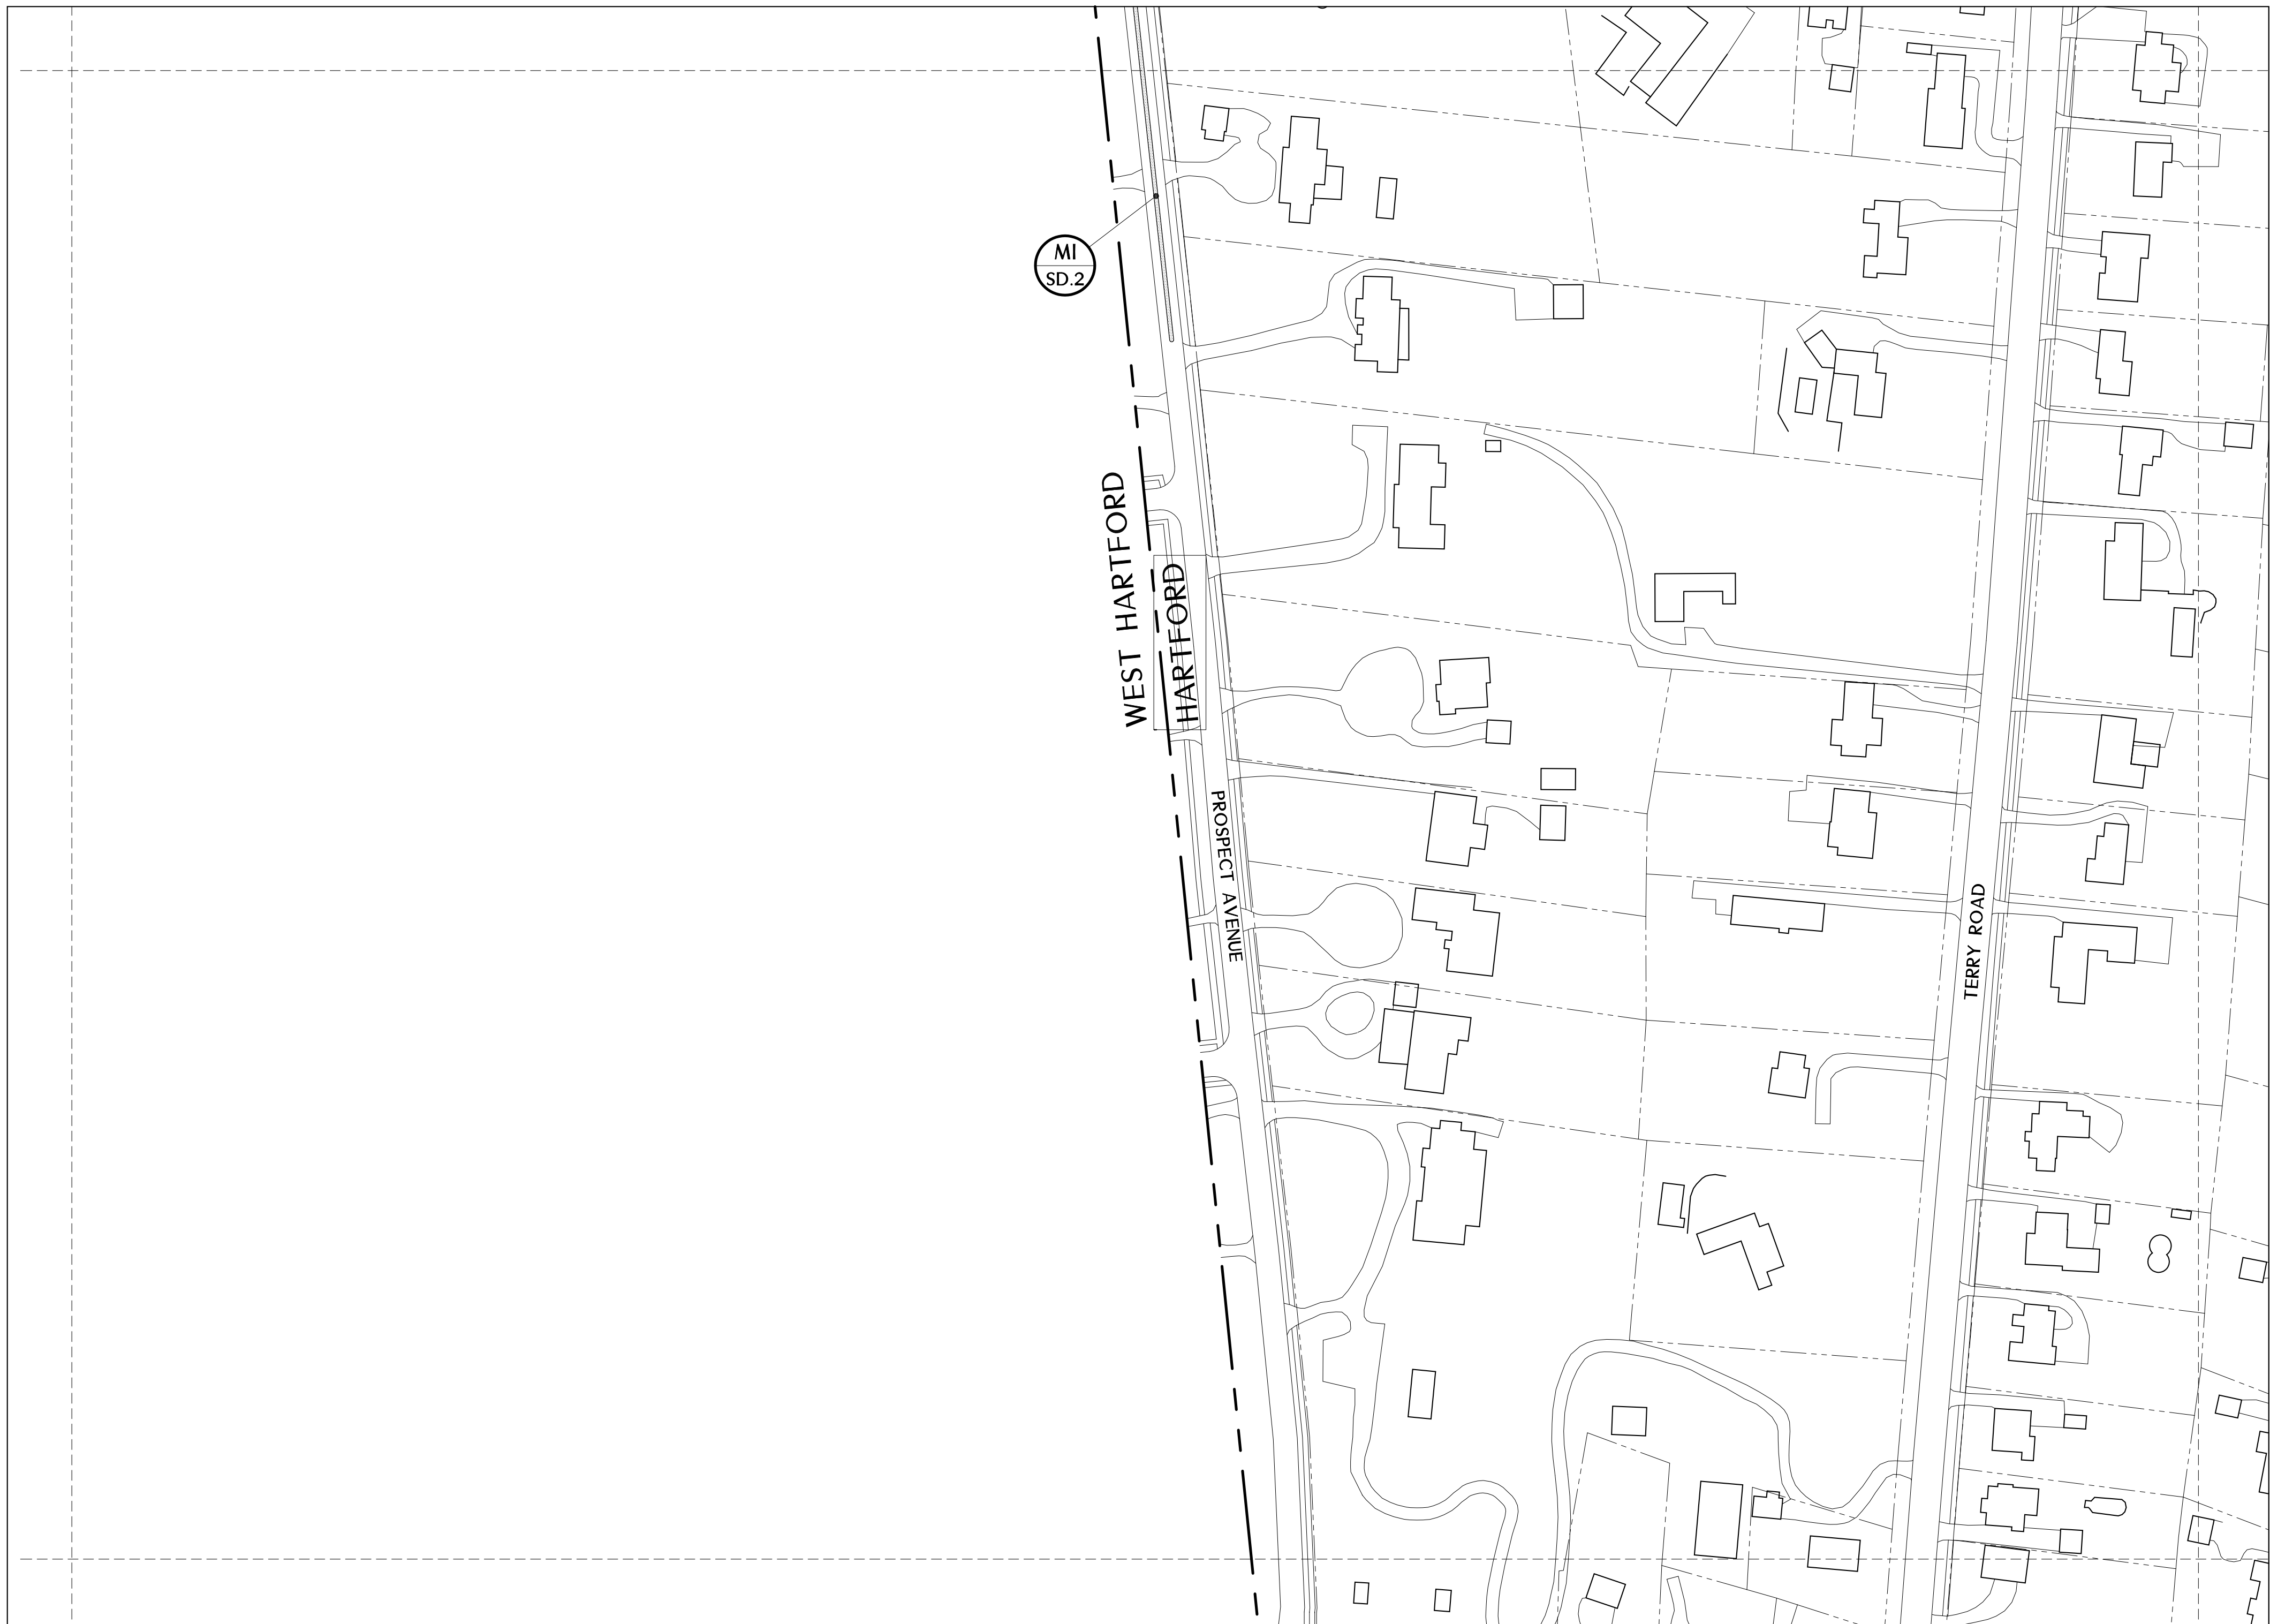 MI
SD.2
WEST HARTFORD
HARTFORD
PROSPECT AVENUE
TERRY ROAD